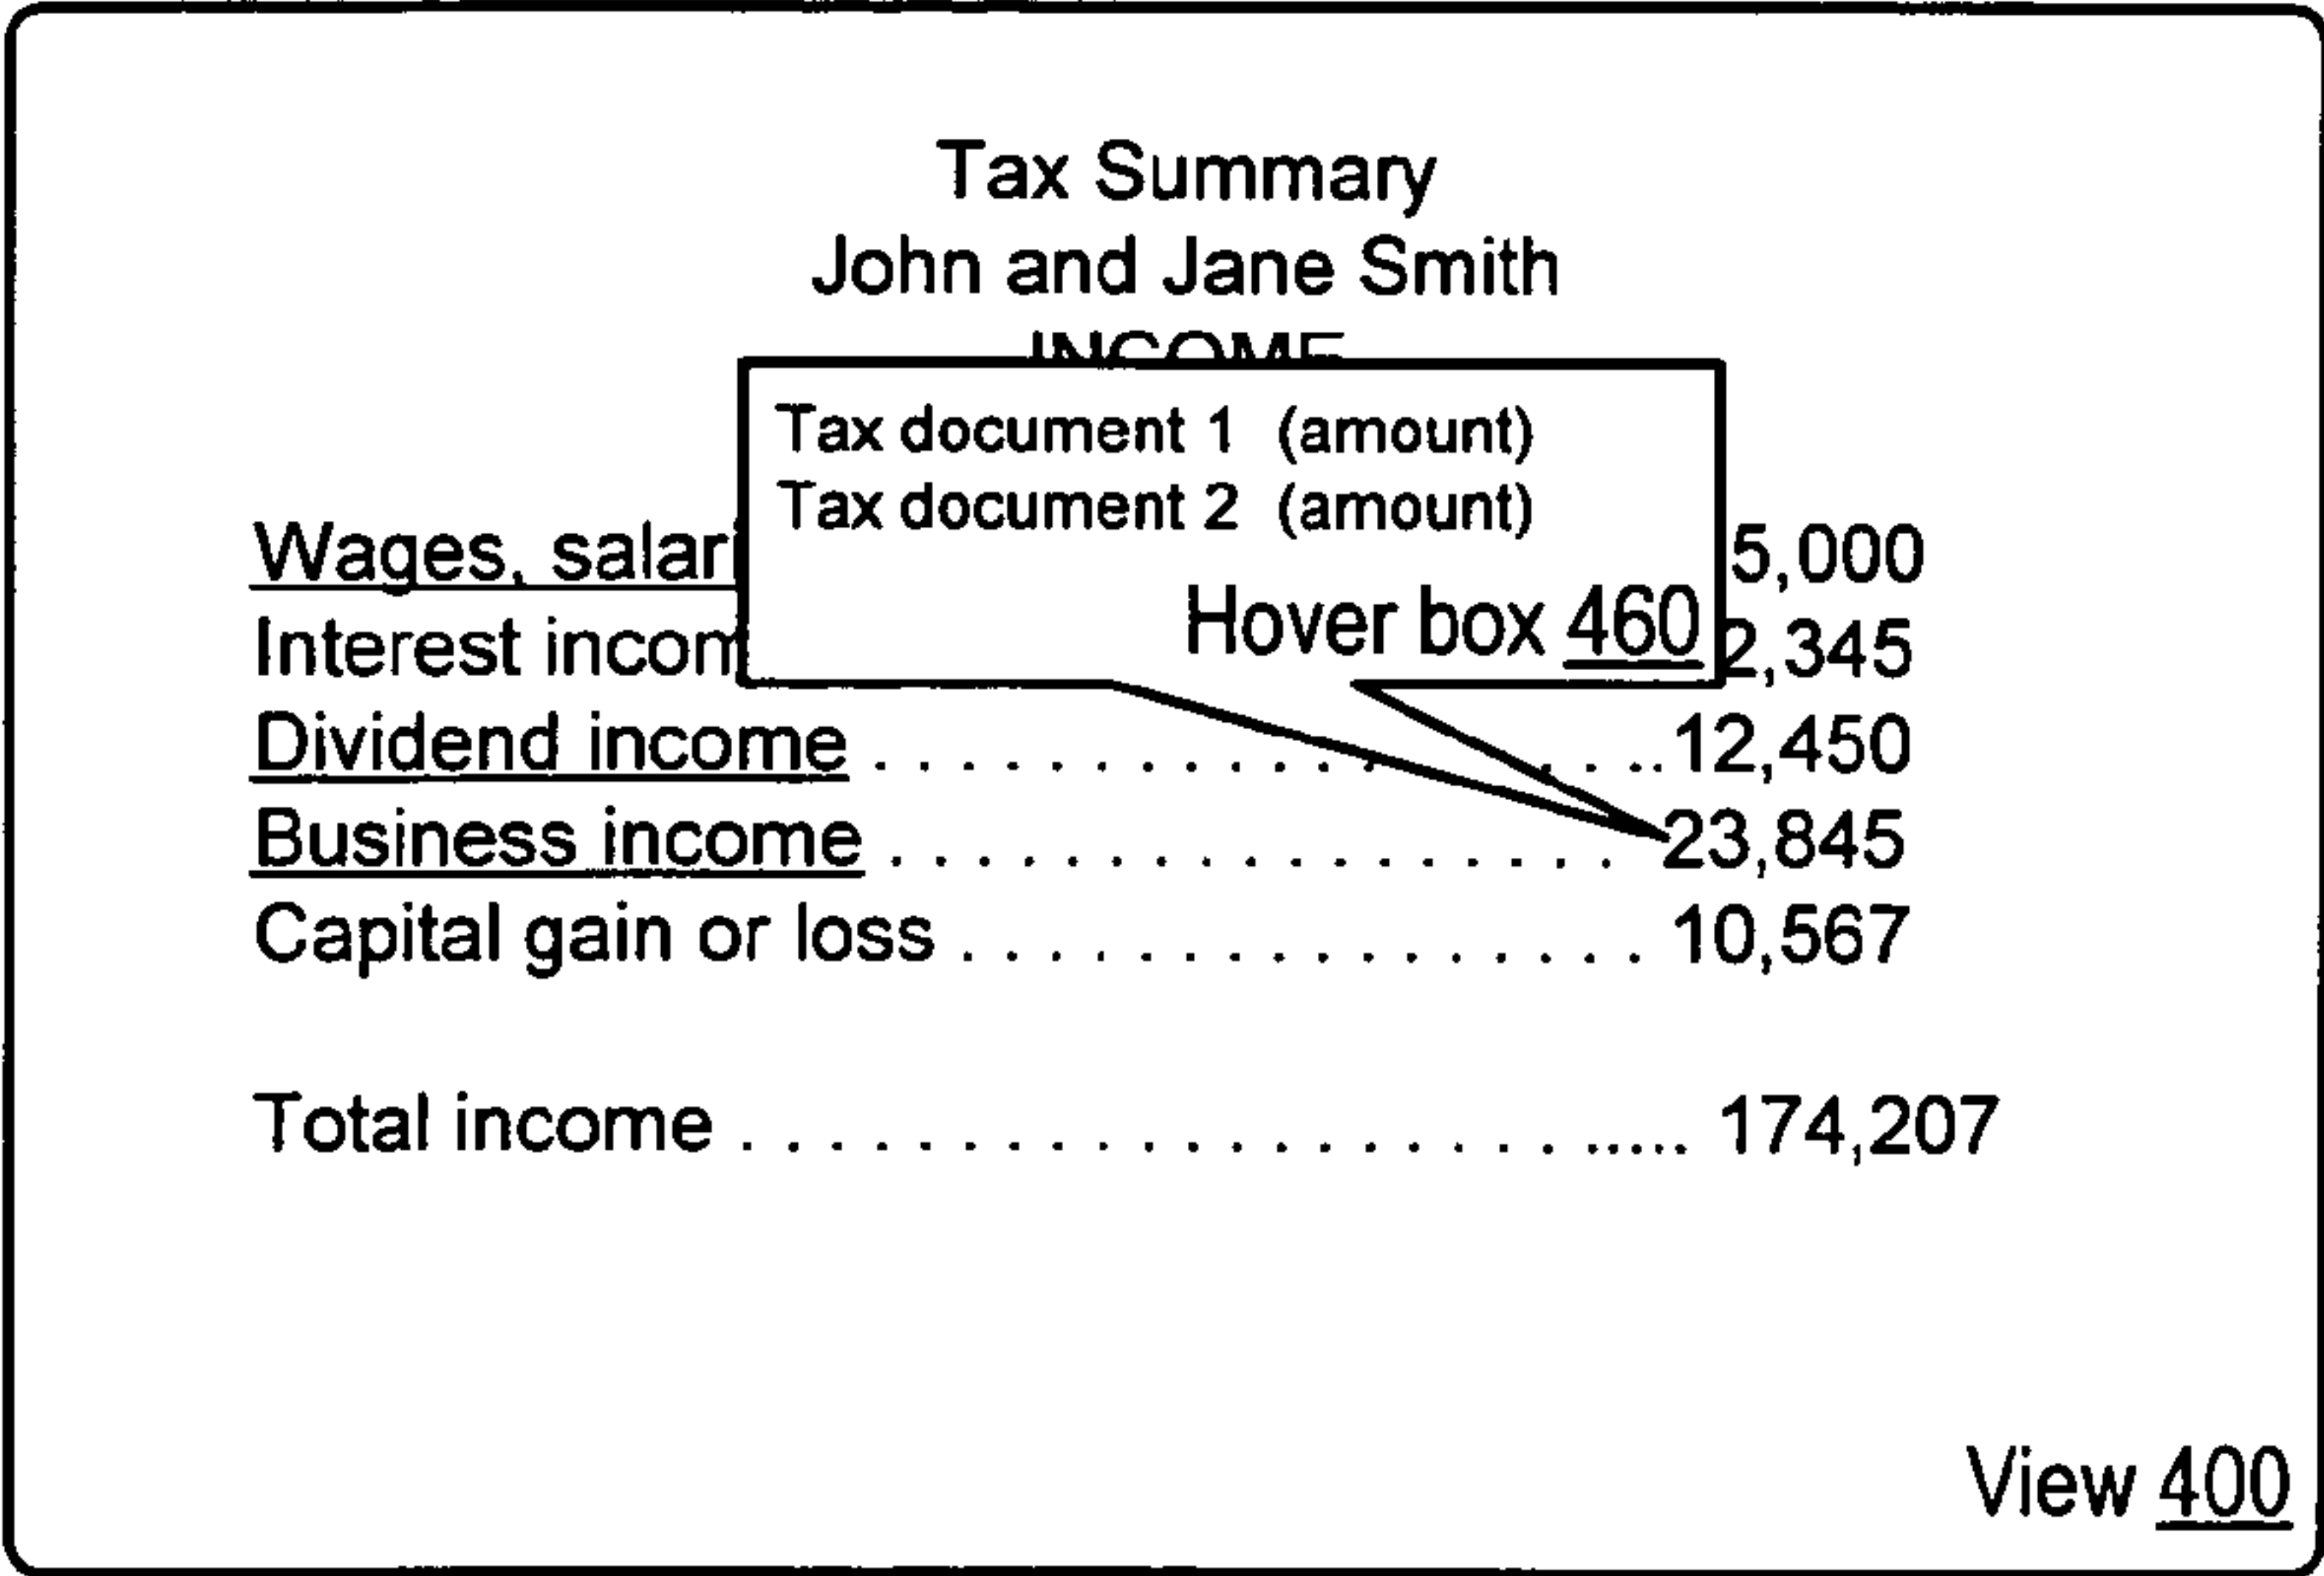 Tax Summary
John and Jane Smith
INCOME
Tax document 1 (amount)
Tax document 2 (amount)
Hover box 460
Wages, salari 5,000
Interest incom 2,345
Dividend income . . . . . . . . . . . . . . . . . 12,450
Business income . . . . . . . . . . . . . . . . . 23,845
Capital gain or loss . . . . . . . . . . . . . . . . 10,567
Total income . . . . . . . . . . . . . . . . . . . ..... 174,207
View 400